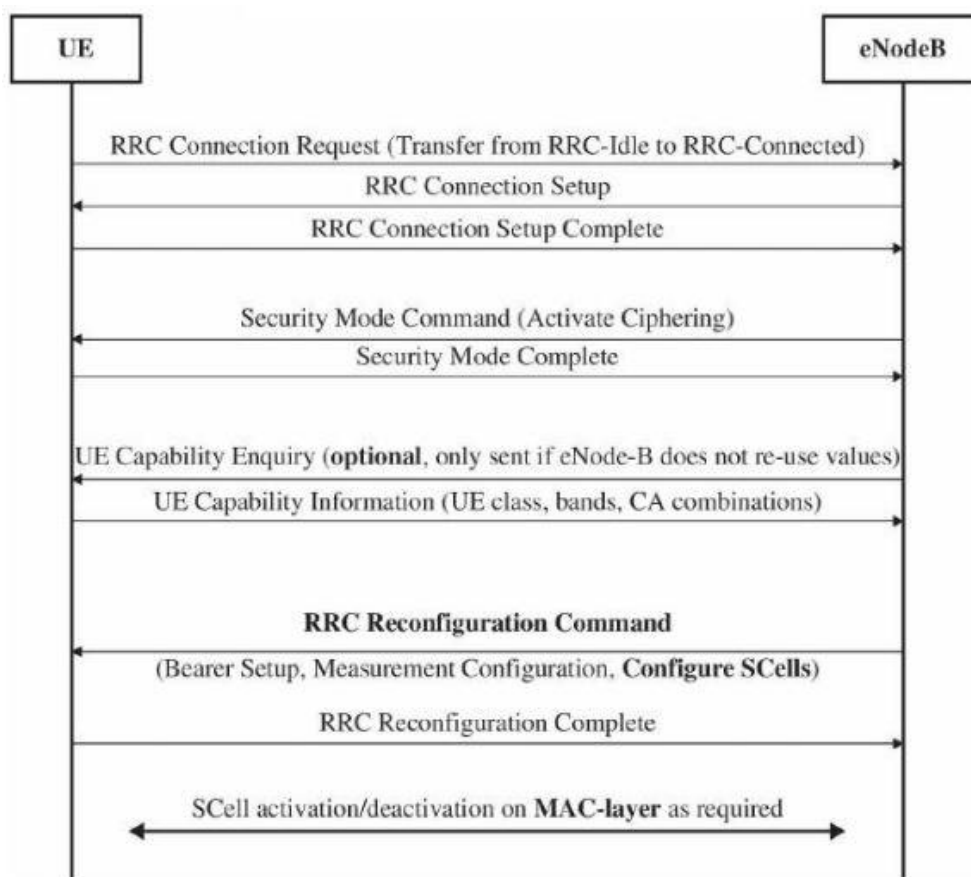 UE
eNodeB
RRC Connection Request (Transfer from RRC-Idle to RRC-Connected)
RRC Connection Setup
RRC Connection Setup Complete
Security Mode Command (Activate Ciphering)
Security Mode Complete
UE Capability Enquiry (optional, only sent if eNode-B does not re-use values)
UE Capability Information (UE class, bands, CA combinations)
RRC Reconfiguration Command
(Bearer Setup, Measurement Configuration, Configure SCells)
RRC Reconfiguration Complete
SCell activation/deactivation on MAC-layer as required